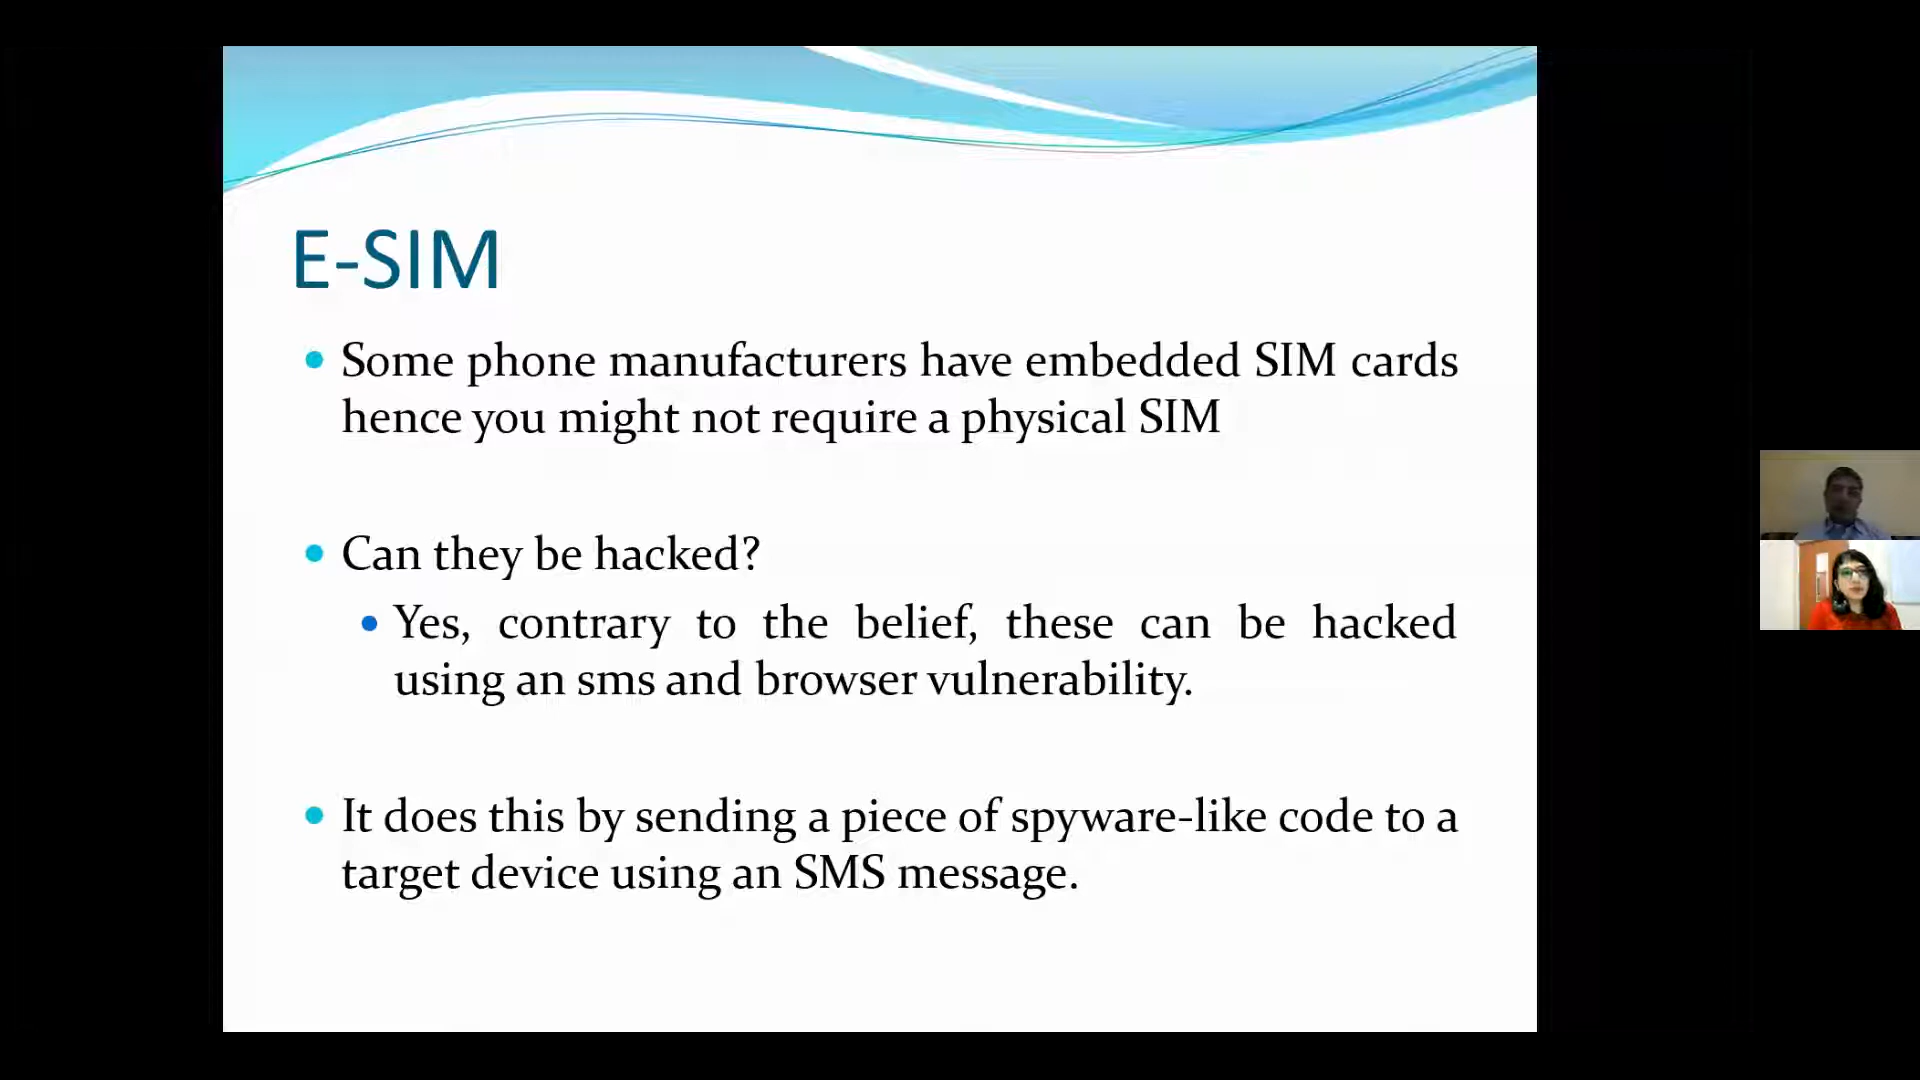 E-SIM
Some phone manufacturers have embedded SIM cards
hence you might not require a physical SIM
Can they be hacked?
Yes, contrary to the belief, these can be hacked
using an sms and browser vulnerability.
It does this by sending a piece of spyware-like code to a
target device using an SMS message.